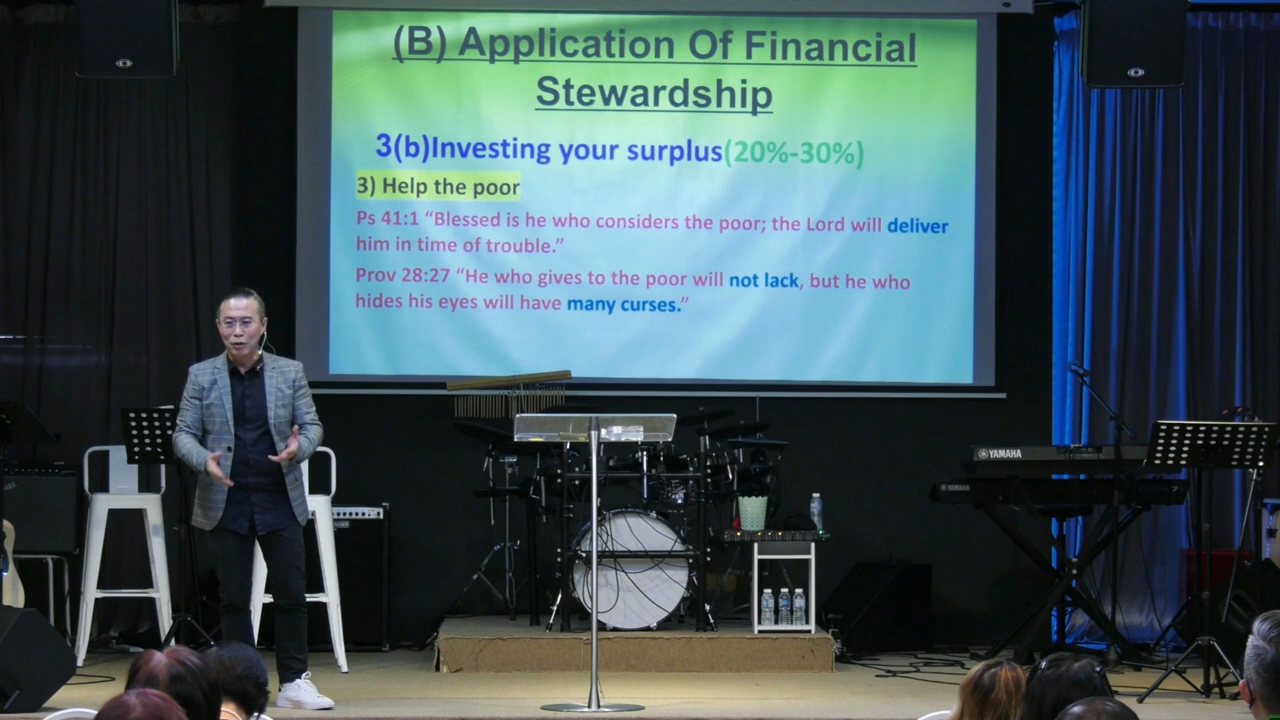 (B) Application Of Financial
Stewardship
3(b)Investing your surplus(20%-30%)
3) Help the poor
Ps 41:1 “Blessed is he who considers the poor; the Lord will deliver
him in time of trouble.”
Prov 28:27 “He who gives to the poor will not lack, but he who
hides his eyes will have many curses.”
YAMAHA
YAMAHA